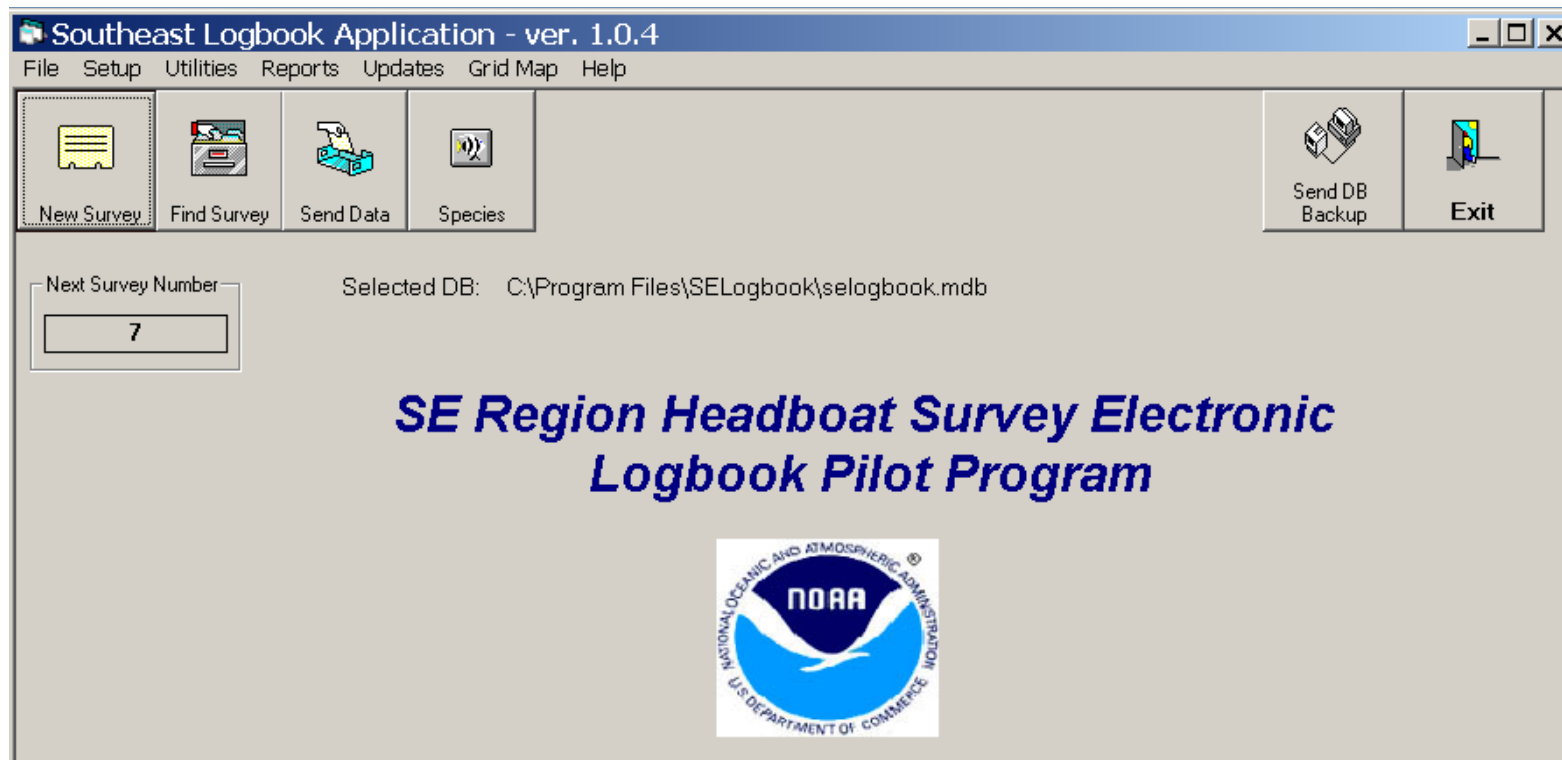 Southeast Logbook Application - ver. 1.0.4
File Setup Utilities Reports Updates Grid Map Help
New Survey Find Survey Send Data Species
Send DB
Backup
Exit
Next Survey Number
7
Selected DB: C:\Program Files\SELogbook\selogbook.mdb
SE Region Headboat Survey Electronic
Logbook Pilot Program
NATIONAL OCEANIC AND ATMOSPHERIC ADMINISTRATION
®
NOAA
U.S. DEPARTMENT OF COMMERCE